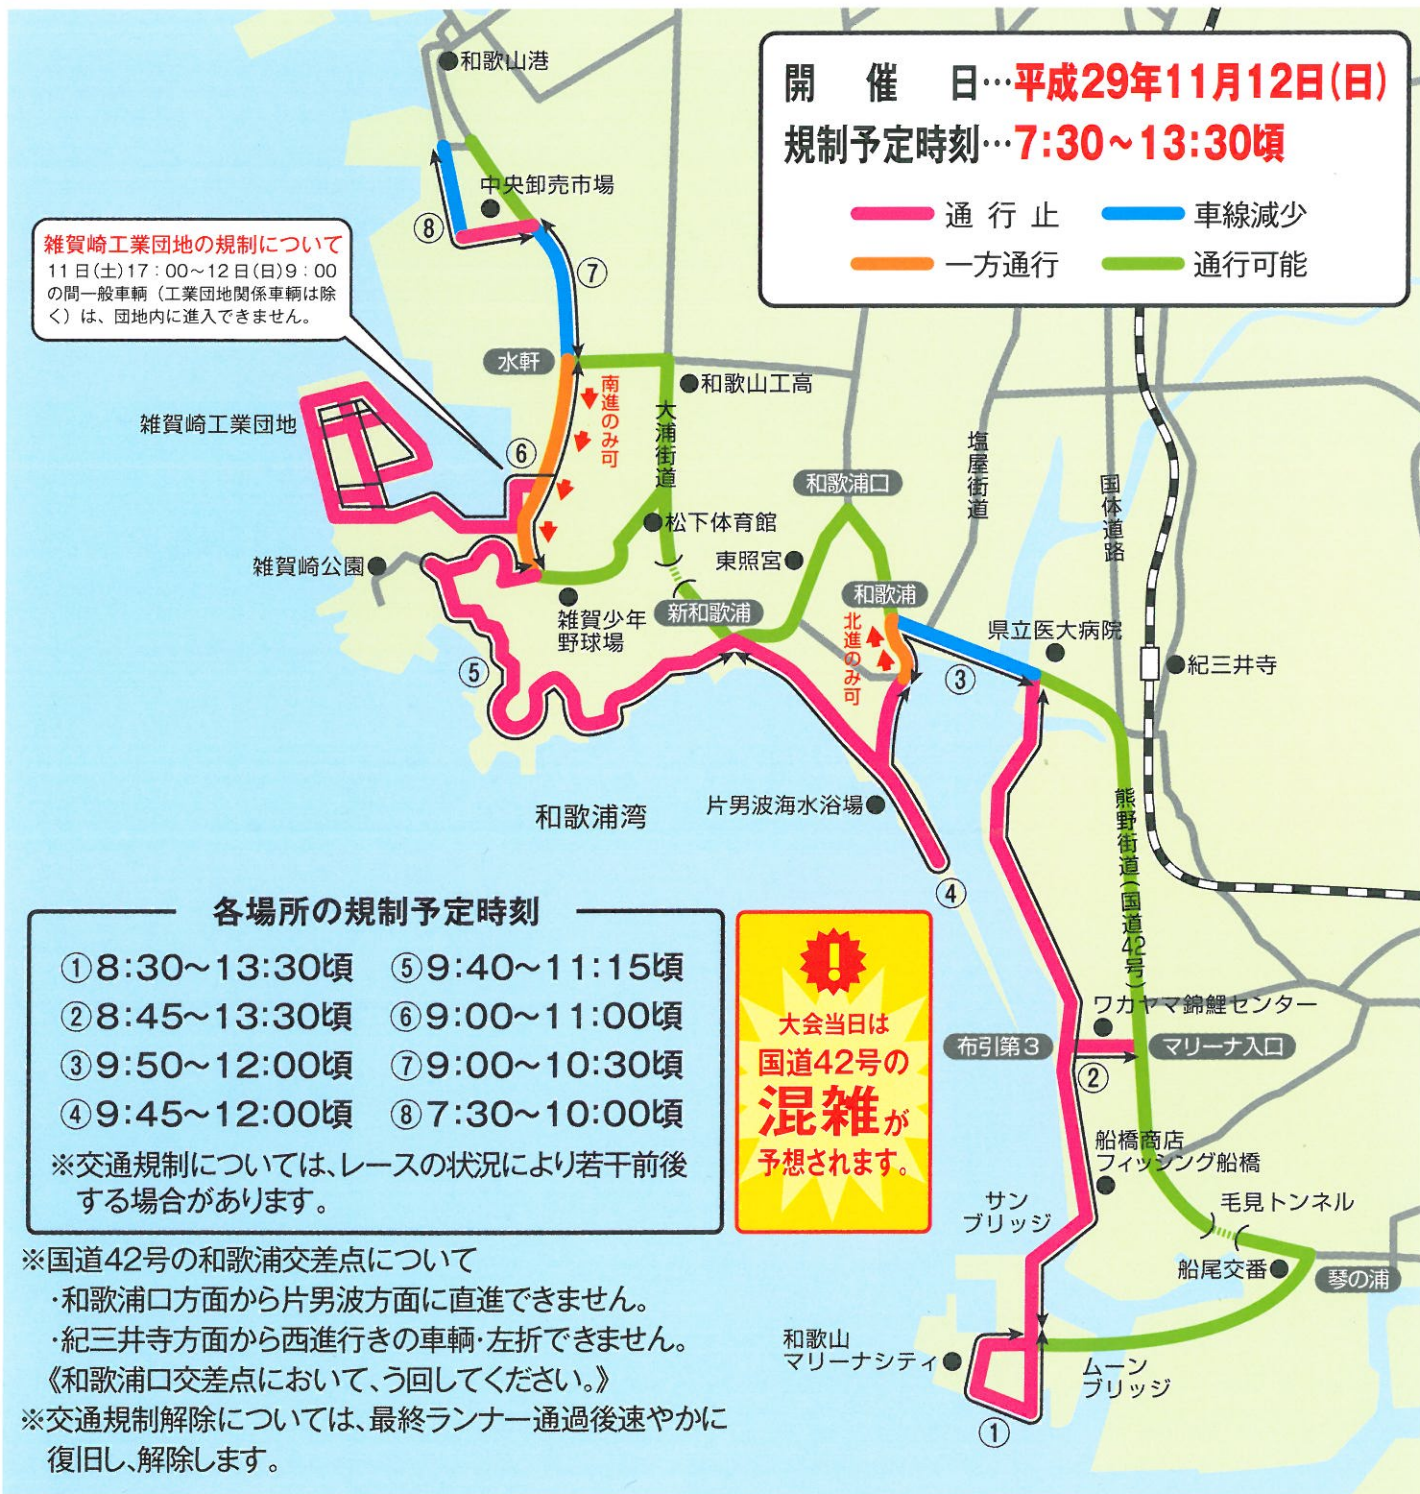 開催日…平成29年11月12日(日)
規制予定時刻…7:30～13:30頃
通行止
車線減少
一方通行
通行可能
和歌山港
中央卸売市場
⑧
⑦
雑賀崎工業団地の規制について
11日(土)17：00～12日(日)9：00
の間一般車輌（工業団地関係車輌は除
く）は、団地内に進入できません。
水軒
南進のみ可
和歌山工高
大浦街道
雑賀崎工業団地
⑥
塩屋街道
国体道路
和歌浦口
松下体育館
東照宮
雑賀崎公園
和歌浦
新和歌浦
雑賀少年
野球場
北進のみ可
県立医大病院
⑤
③
紀三井寺
片男波海水浴場
和歌浦湾
④
熊野街道(国道42号)
各場所の規制予定時刻
①8:30～13:30頃
⑤9:40～11:15頃
②8:45～13:30頃
⑥9:00～11:00頃
③9:50～12:00頃
⑦9:00～10:30頃
④9:45～12:00頃
⑧7:30～10:00頃
※交通規制については、レースの状況により若干前後
する場合があります。
!
大会当日は
国道42号の
混雑が
予想されます。
ワカヤマ錦鯉センター
布引第3
マリーナ入口
②
船橋商店
フィッシング船橋
サン
ブリッジ
毛見トンネル
船尾交番
琴の浦
和歌山
マリーナシティ
ムーン
ブリッジ
①
※国道42号の和歌浦交差点について
・和歌浦口方面から片男波方面に直進できません。
・紀三井寺方面から西進行きの車輌・左折できません。
《和歌浦口交差点において、う回してください。》
※交通規制解除については、最終ランナー通過後速やかに
復旧し、解除します。